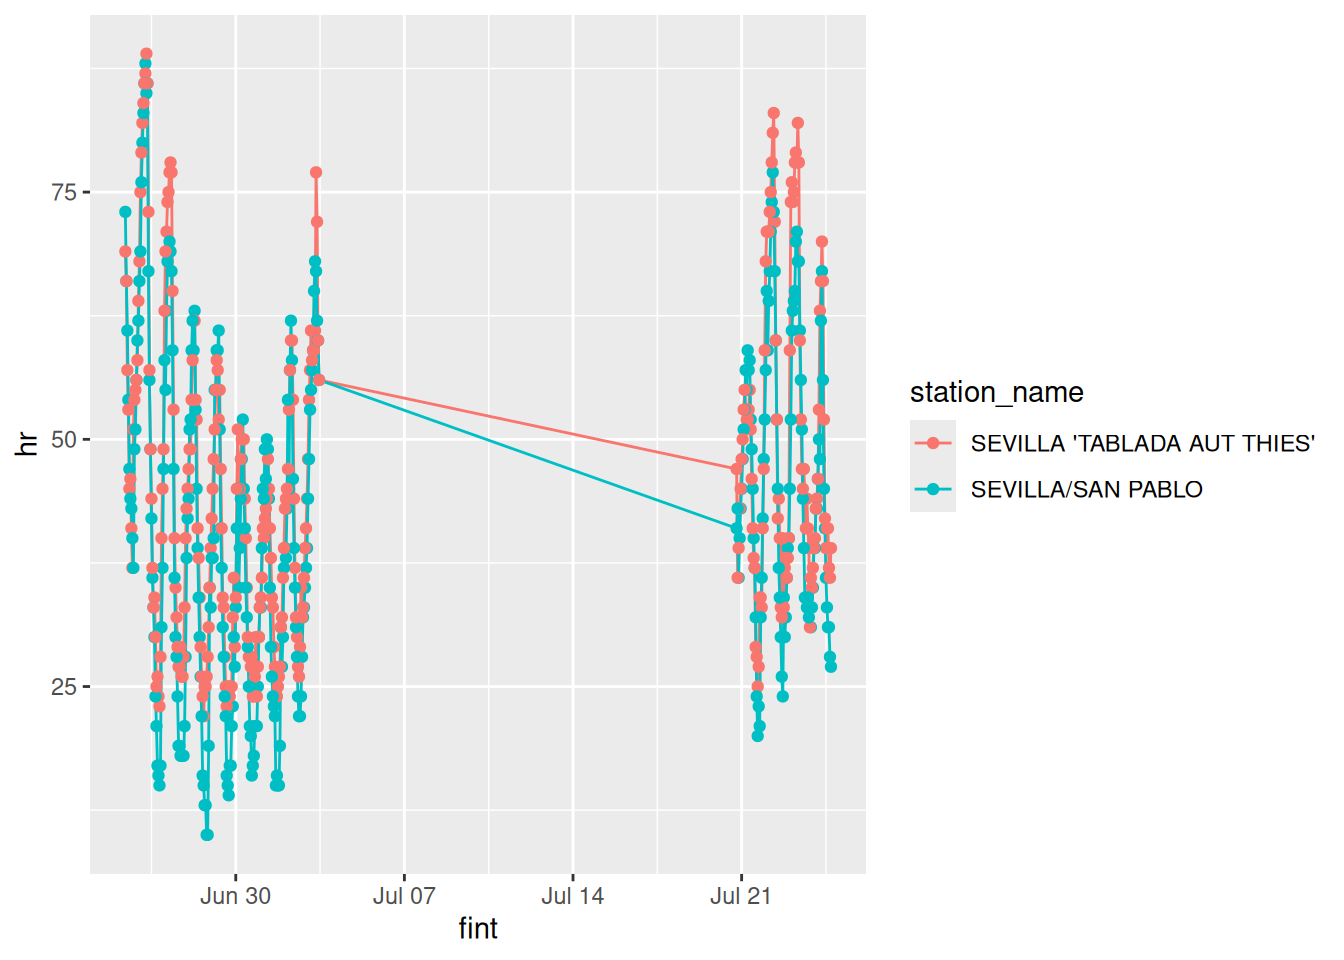 75
50
25
hr
Jun 30
Jul 07
Jul 14
Jul 21
fint
station_name
SEVILLA 'TABLADA AUT THIES'
SEVILLA/SAN PABLO